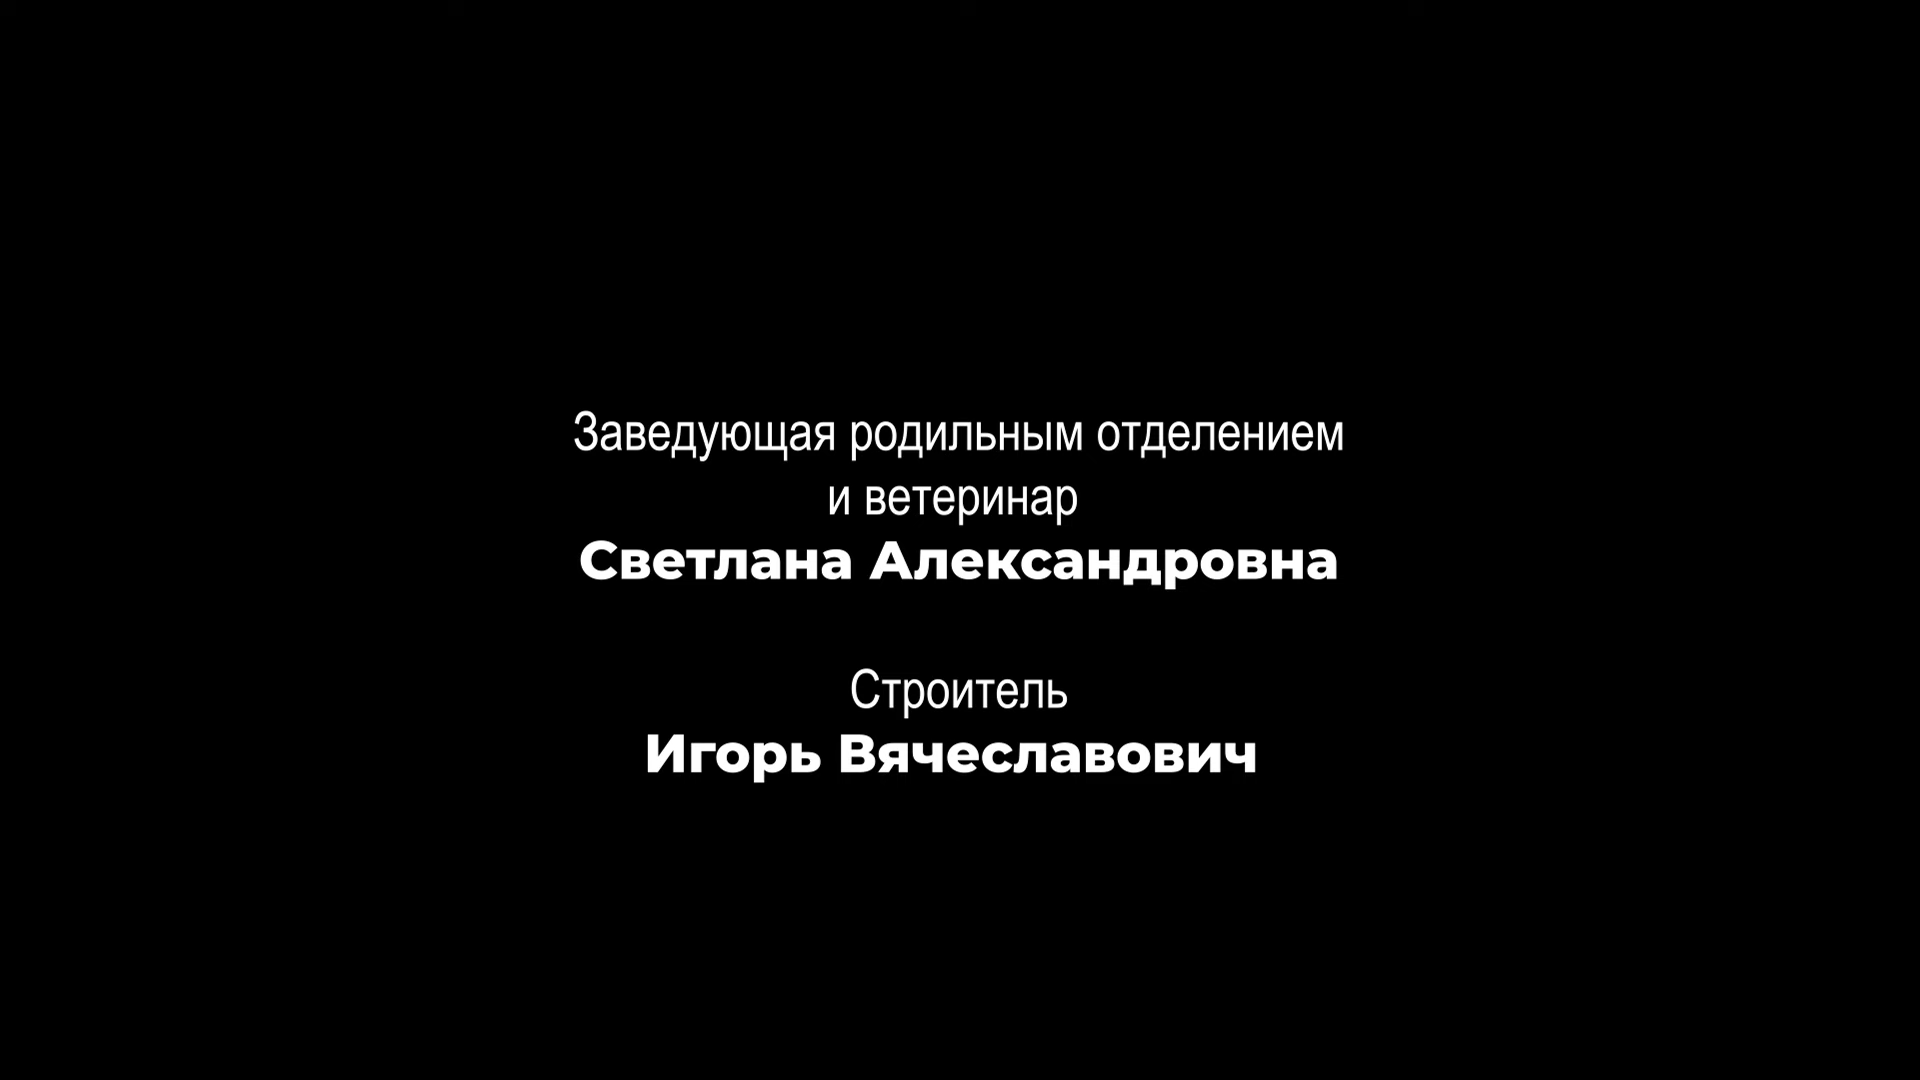 Заведующая родильным отделением
и ветеринар
Светлана Александровна
Строитель
Игорь Вячеславович